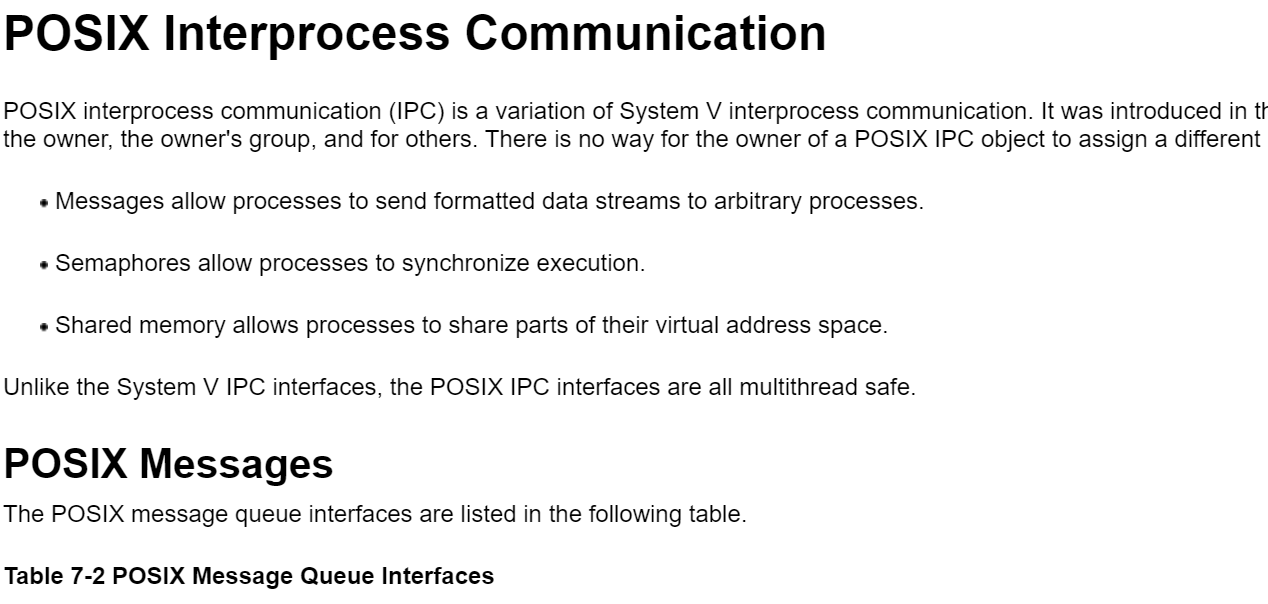 POSIX Interprocess Communication
POSIX interprocess communication (IPC) is a variation of System V interprocess communication. It was introduced in
the owner, the owner's group, and for others. There is no way for the owner of a POSIX IPC object to assign a different
• Messages allow processes to send formatted data streams to arbitrary processes.
• Semaphores allow processes to synchronize execution.
• Shared memory allows processes to share parts of their virtual address space.
Unlike the System V IPC interfaces, the POSIX IPC interfaces are all multithread safe.
POSIX Messages
The POSIX message queue interfaces are listed in the following table.
Table 7-2 POSIX Message Queue Interfaces